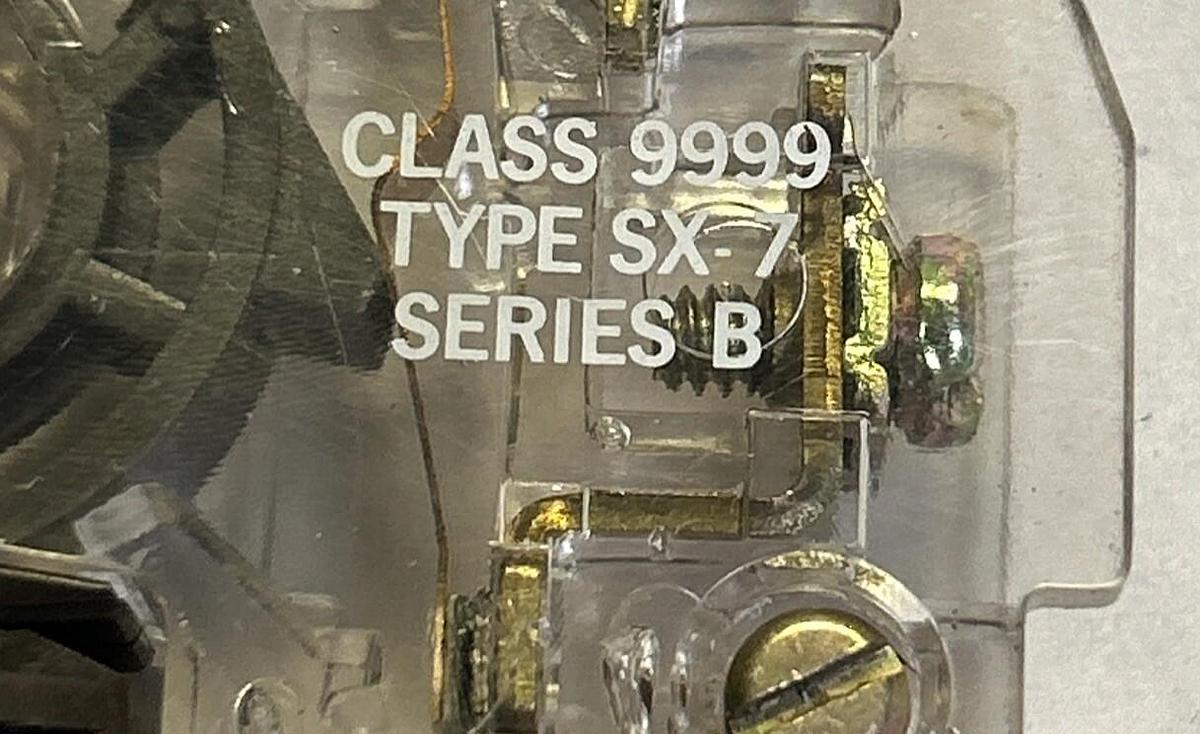 CLASS 9999
TYPE SX-7
SERIES B